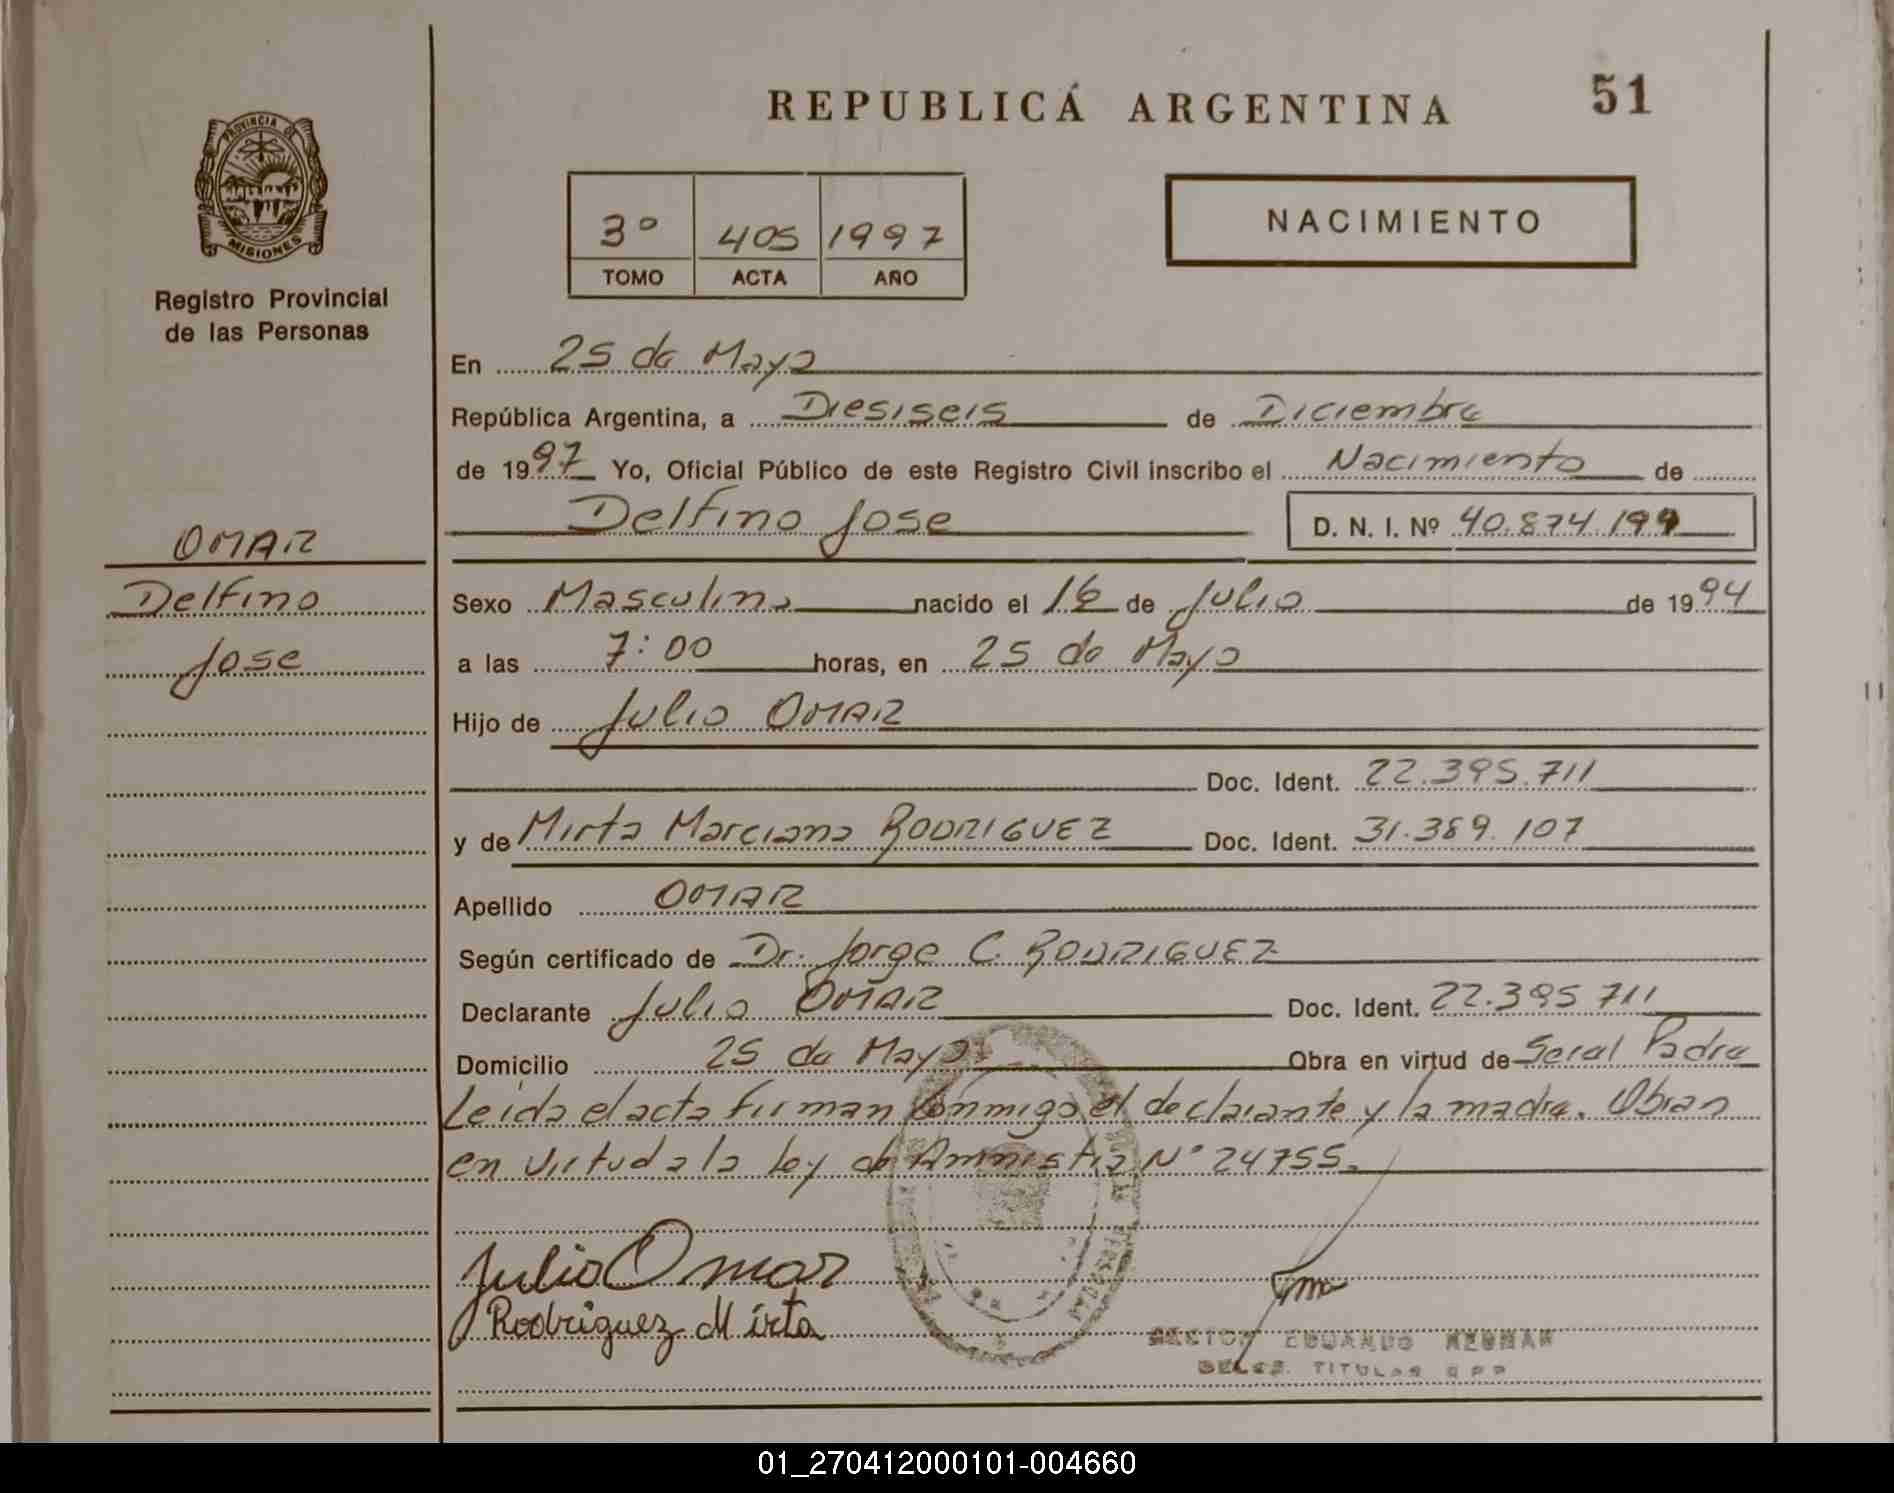 REPUBLICA ARGENTINA
51
PROVINCIA DE
MISIONES
Registro Provincial
de las Personas
3º 405 1997
TOMO ACTA AÑO
NACIMIENTO
En 25 de Mayo
República Argentina, a Diesiseis de Diciembre
de 1997 Yo, Oficial Público de este Registro Civil inscribo el Nacimiento de
Delfino Jose D. N. I. Nº 40.874.199
OMAR
Delfino
Jose
Sexo Masculino nacido el 16 de Julio de 1994
a las 7:00 horas, en 25 de Mayo
Hijo de Julio OMAR
Doc. Ident. 22.395.711
y de Mirta Marciana RODRIGUEZ Doc. Ident. 31.389.107
Apellido OMAR
Según certificado de Dr. Jorge C. RODRIGUEZ
Declarante Julio OMAR Doc. Ident. 22.395 711
Domicilio 25 de Mayo Obra en virtud de Padre
Leida el acta firman conmigo el declarante y la madre. Obran
en virtud a la Ley de Amnistia Nº 24755.
Julio Omar
Rodriguez Mirta
EDUARDO
TITULAR
01_270412000101-004660